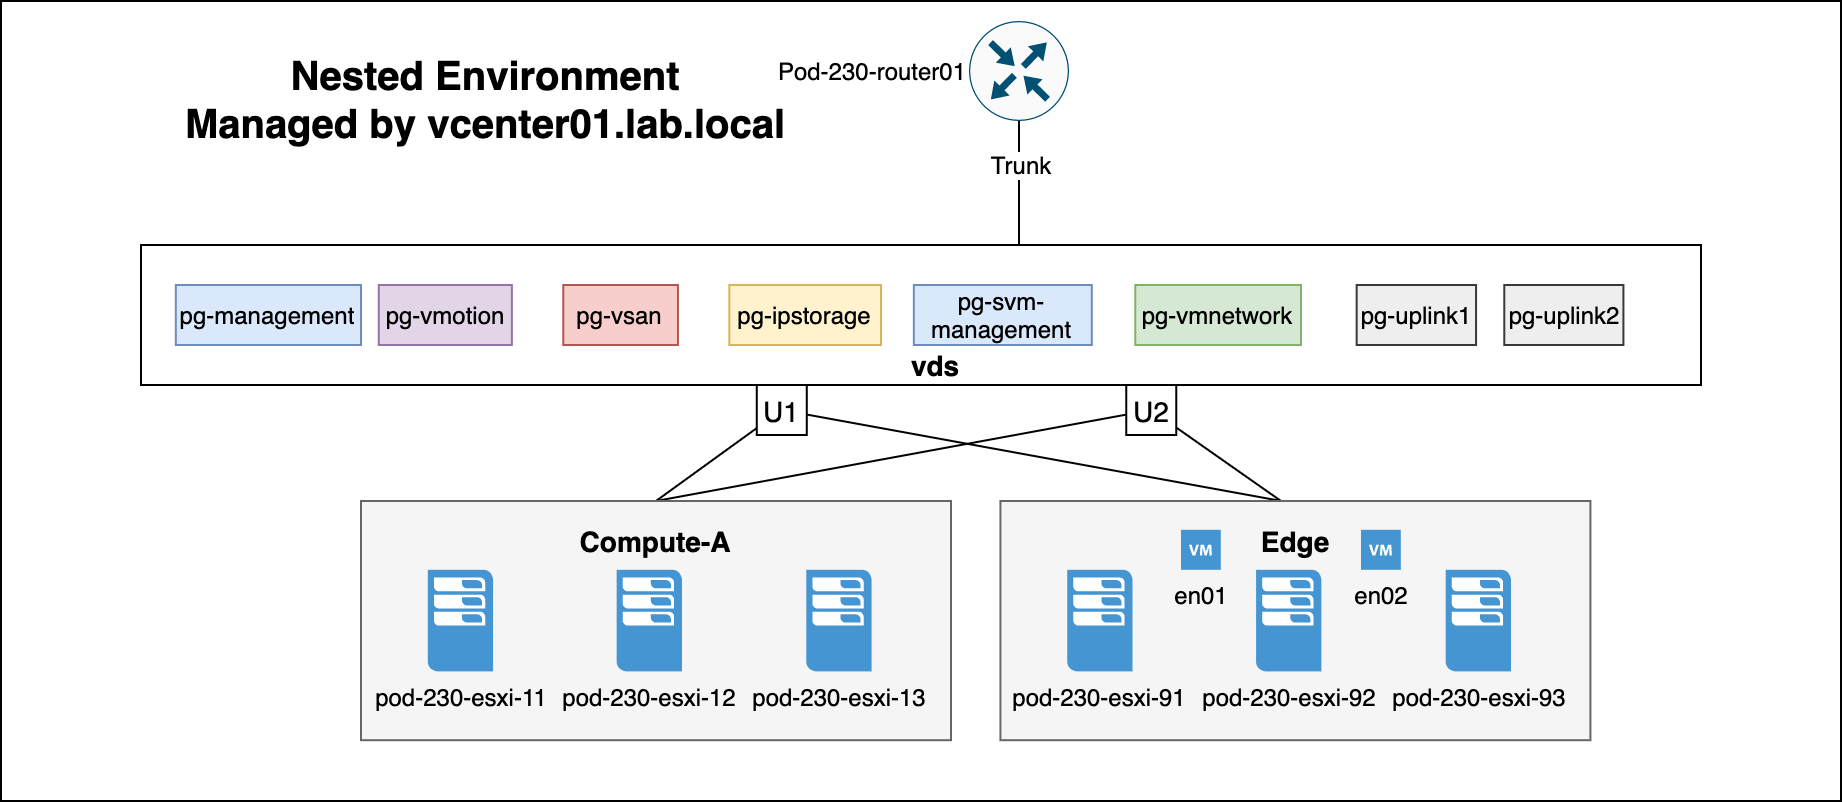 Nested Environment
Managed by vcenter01.lab.local
Pod-230-router01
Trunk
pg-management
pg-vmotion
pg-vsan
pg-ipstorage
pg-svm-
management
pg-vmnetwork
pg-uplink1
pg-uplink2
vds
U1
U2
Compute-A
pod-230-esxi-11
pod-230-esxi-12
pod-230-esxi-13
Edge
VM
en01
VM
en02
pod-230-esxi-91
pod-230-esxi-92
pod-230-esxi-93